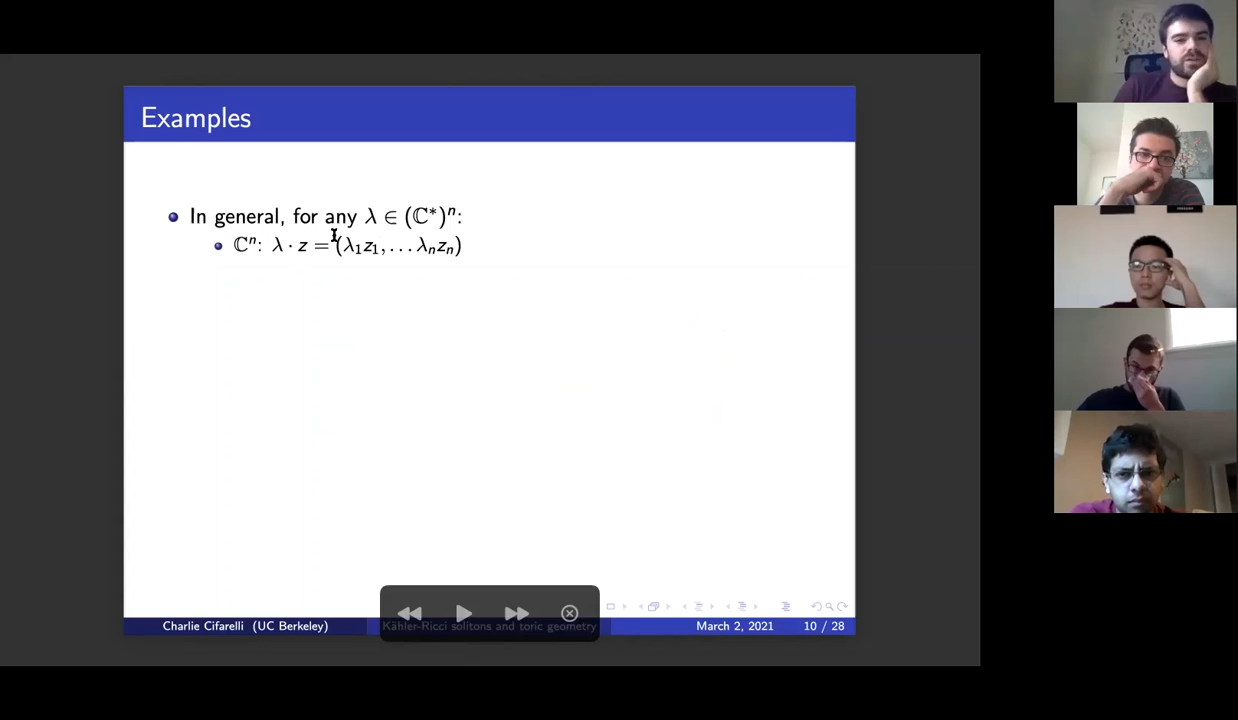 Examples
In general, for any λ ∈ (ℂ*)ⁿ:
ℂⁿ: λ · z = (λ₁z₁, . . . λₙzₙ)
Charlie Cifarelli (UC Berkeley)
Kähler-Ricci solitons and toric geometry
March 2, 2021
10 / 28